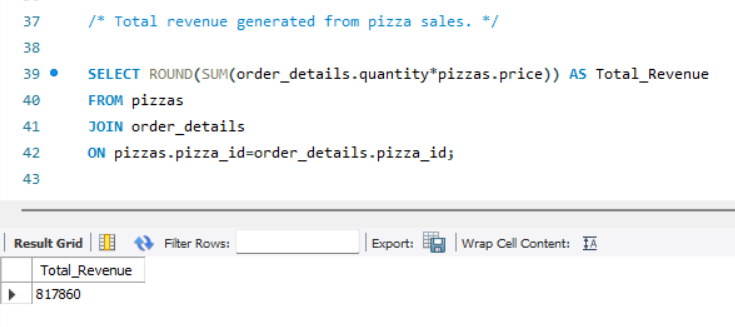 37 /* Total revenue generated from pizza sales. */
38
39 SELECT ROUND(SUM(order_details.quantity*pizzas.price)) AS Total_Revenue
40 FROM pizzas
41 JOIN order_details
42 ON pizzas.pizza_id=order_details.pizza_id;
43
Result Grid Filter Rows: Export: Wrap Cell Content: IA
Total_Revenue
817860